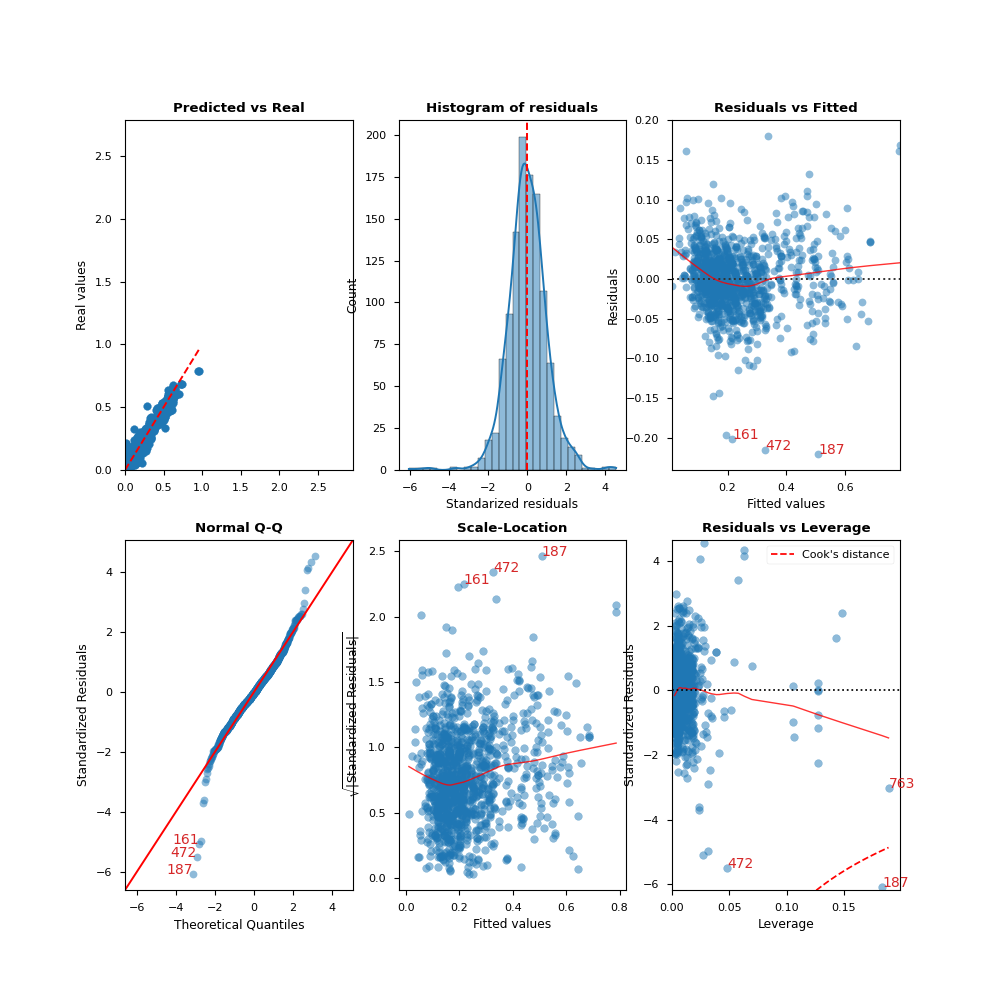 Predicted vs Real
Real values
2.5
2.0
1.5
1.0
0.5
0.0
0.0 0.5 1.0 1.5 2.0 2.5
Histogram of residuals
Count
200
175
150
125
100
75
50
25
0
−6 −4 −2 0 2 4
Standarized residuals
Residuals vs Fitted
Residuals
0.20
0.15
0.10
0.05
0.00
−0.05
−0.10
−0.15
−0.20
161
472
187
0.2 0.4 0.6
Fitted values
Normal Q-Q
Standardized Residuals
4
2
0
−2
−4
−6
161
472
187
−6 −4 −2 0 2 4
Theoretical Quantiles
Scale-Location
√|Standardized Residuals|
2.5
2.0
1.5
1.0
0.5
0.0
187
472
161
0.0 0.2 0.4 0.6 0.8
Fitted values
Residuals vs Leverage
Standardized Residuals
4
2
0
−2
−4
−6
Cook's distance
763
472
187
0.00 0.05 0.10 0.15
Leverage